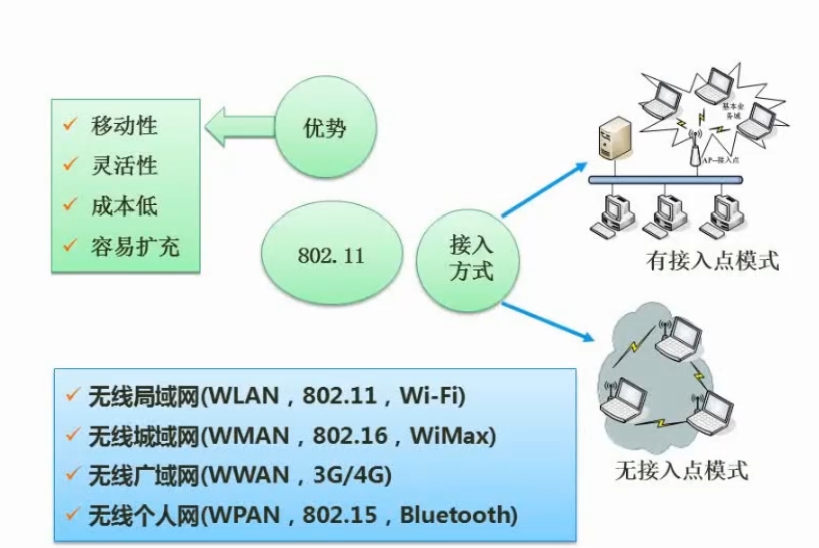 优势
移动性
灵活性
成本低
容易扩充
802.11
接入
方式
基本业
务域
AP—接入点
有接入点模式
无接入点模式
无线局域网(WLAN，802.11，Wi-Fi)
无线城域网(WMAN，802.16，WiMax)
无线广域网(WWAN，3G/4G)
无线个人网(WPAN，802.15，Bluetooth)